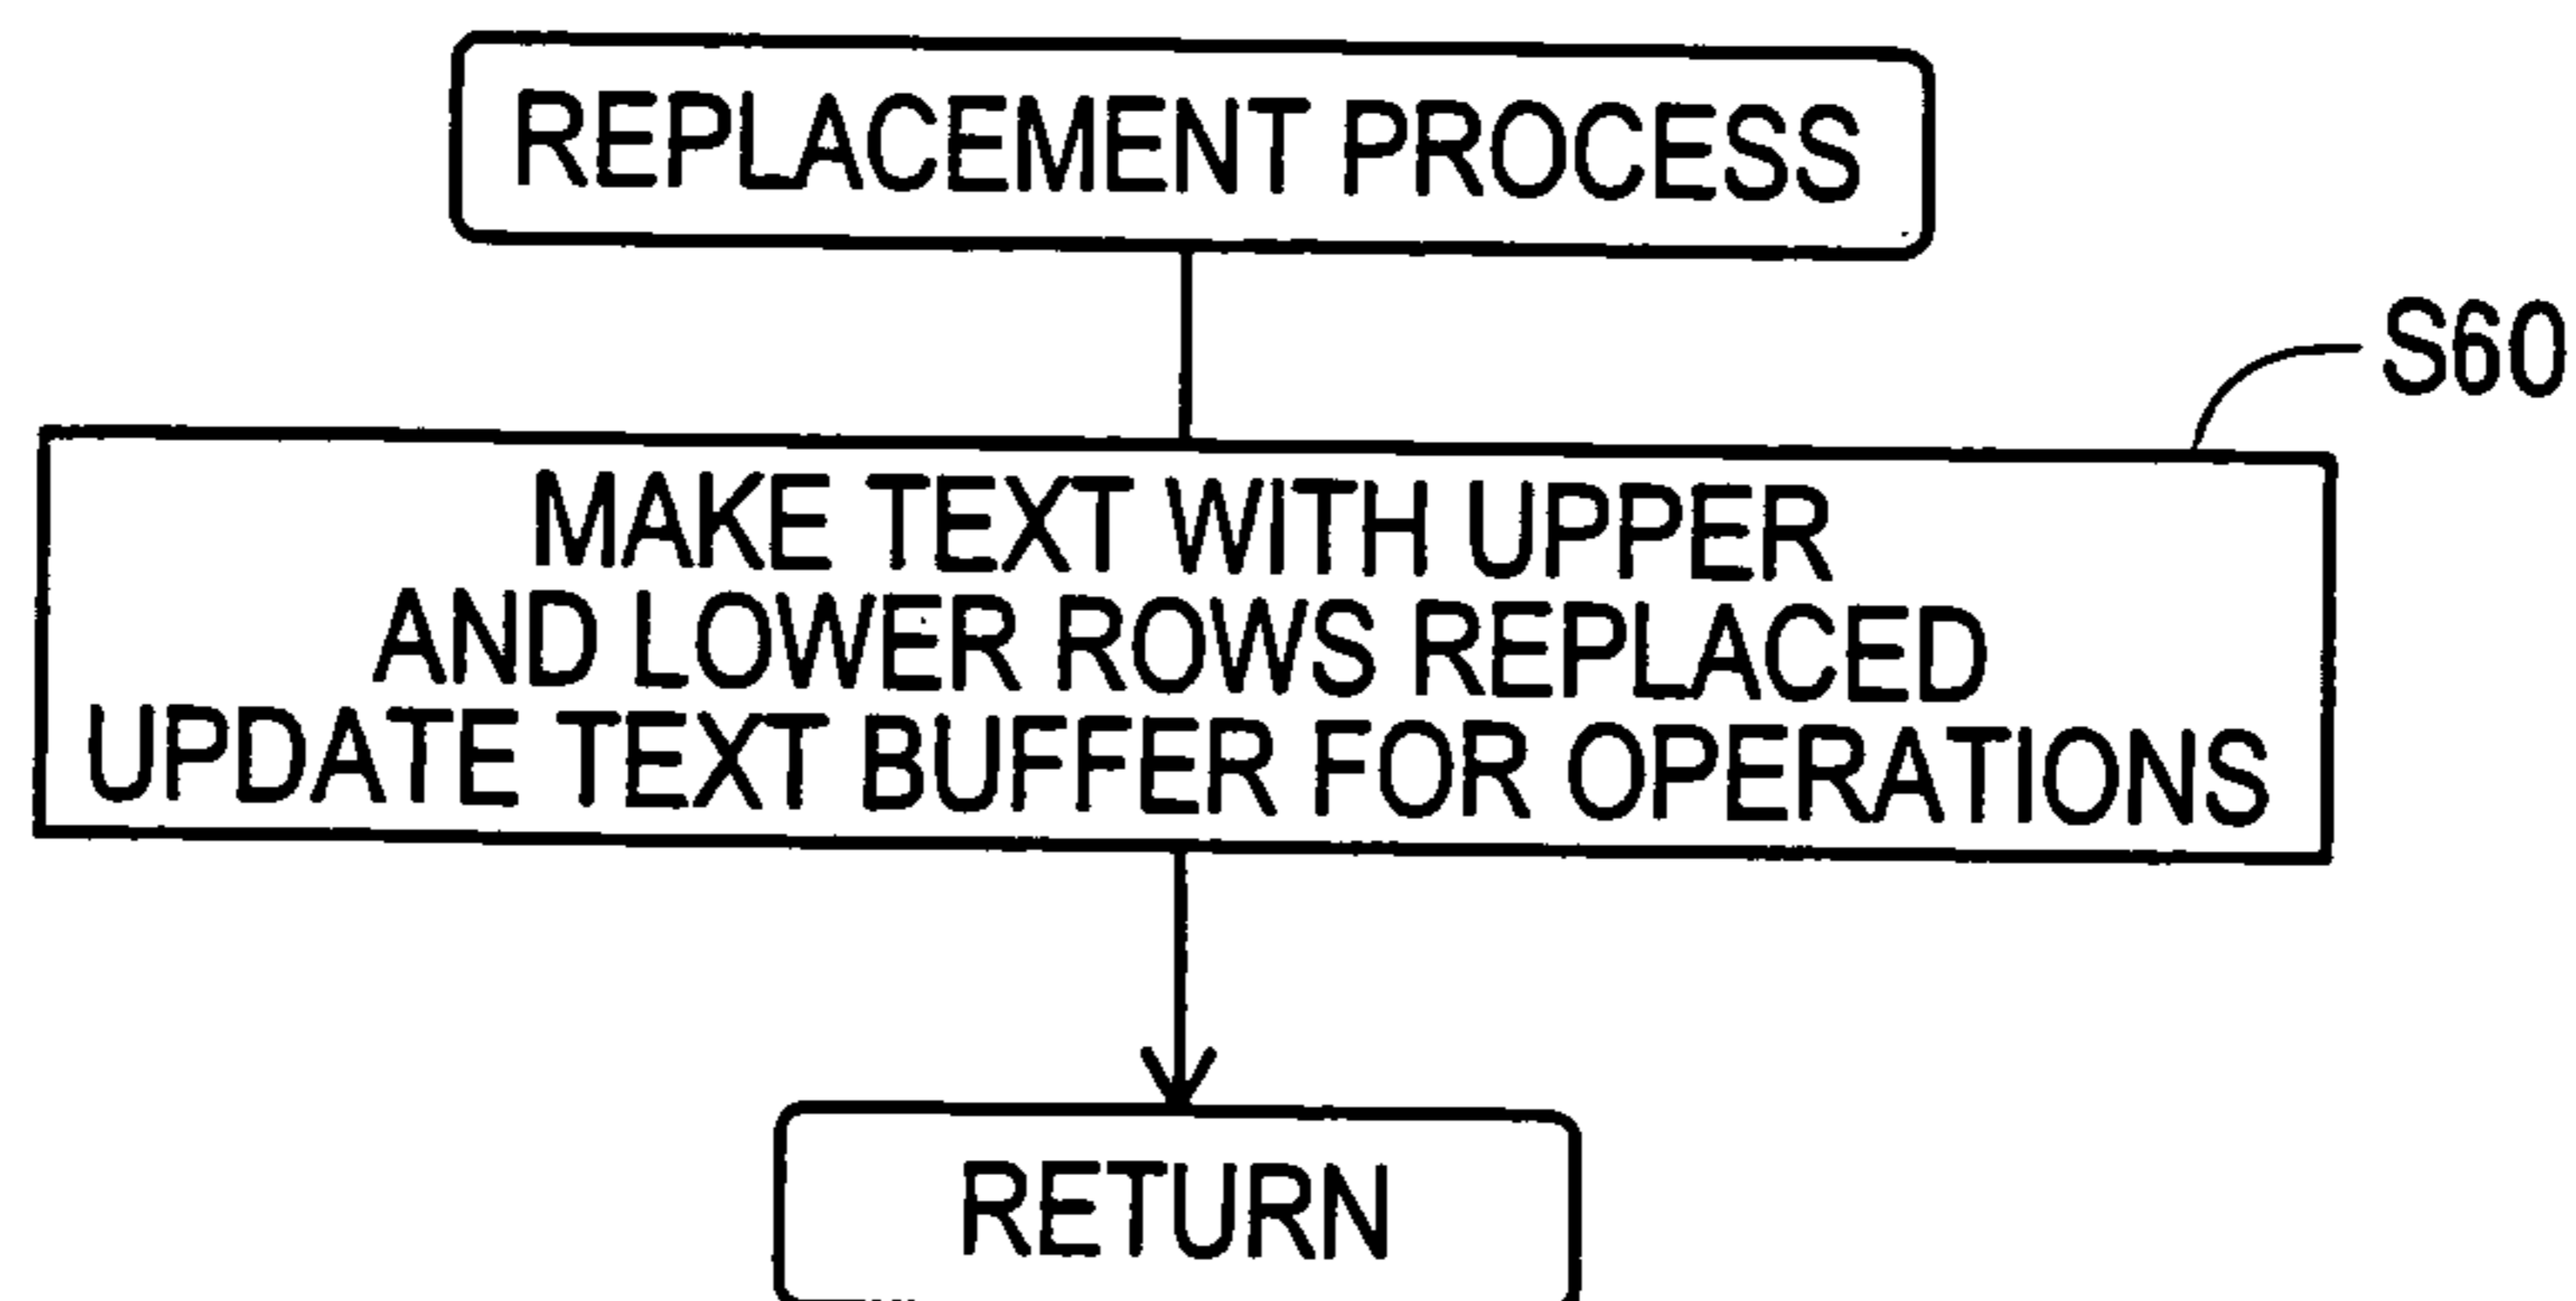 REPLACEMENT PROCESS
S60
MAKE TEXT WITH UPPER
AND LOWER ROWS REPLACED
UPDATE TEXT BUFFER FOR OPERATIONS
RETURN